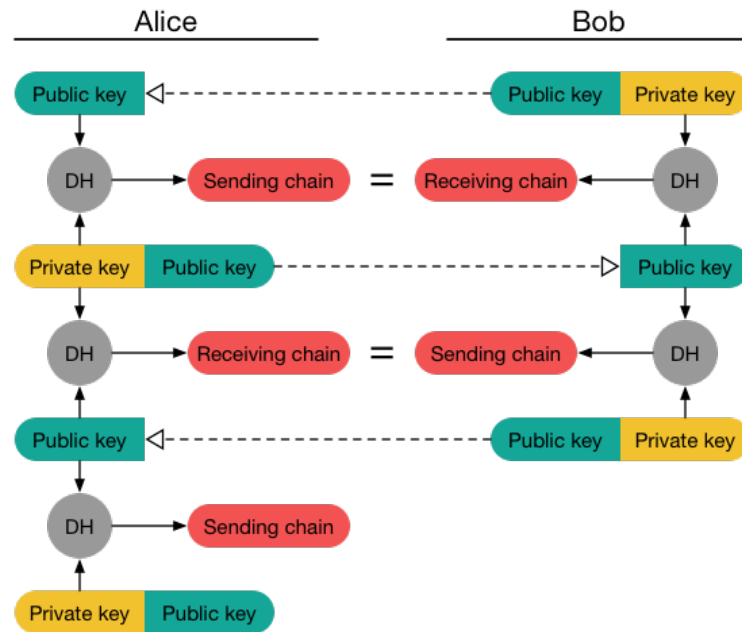 Alice Bob
Public key Public key Private key
DH Sending chain = Receiving chain DH
Private key Public key Public key
DH Receiving chain = Sending chain DH
Public key Public key Private key
DH Sending chain
Private key Public key